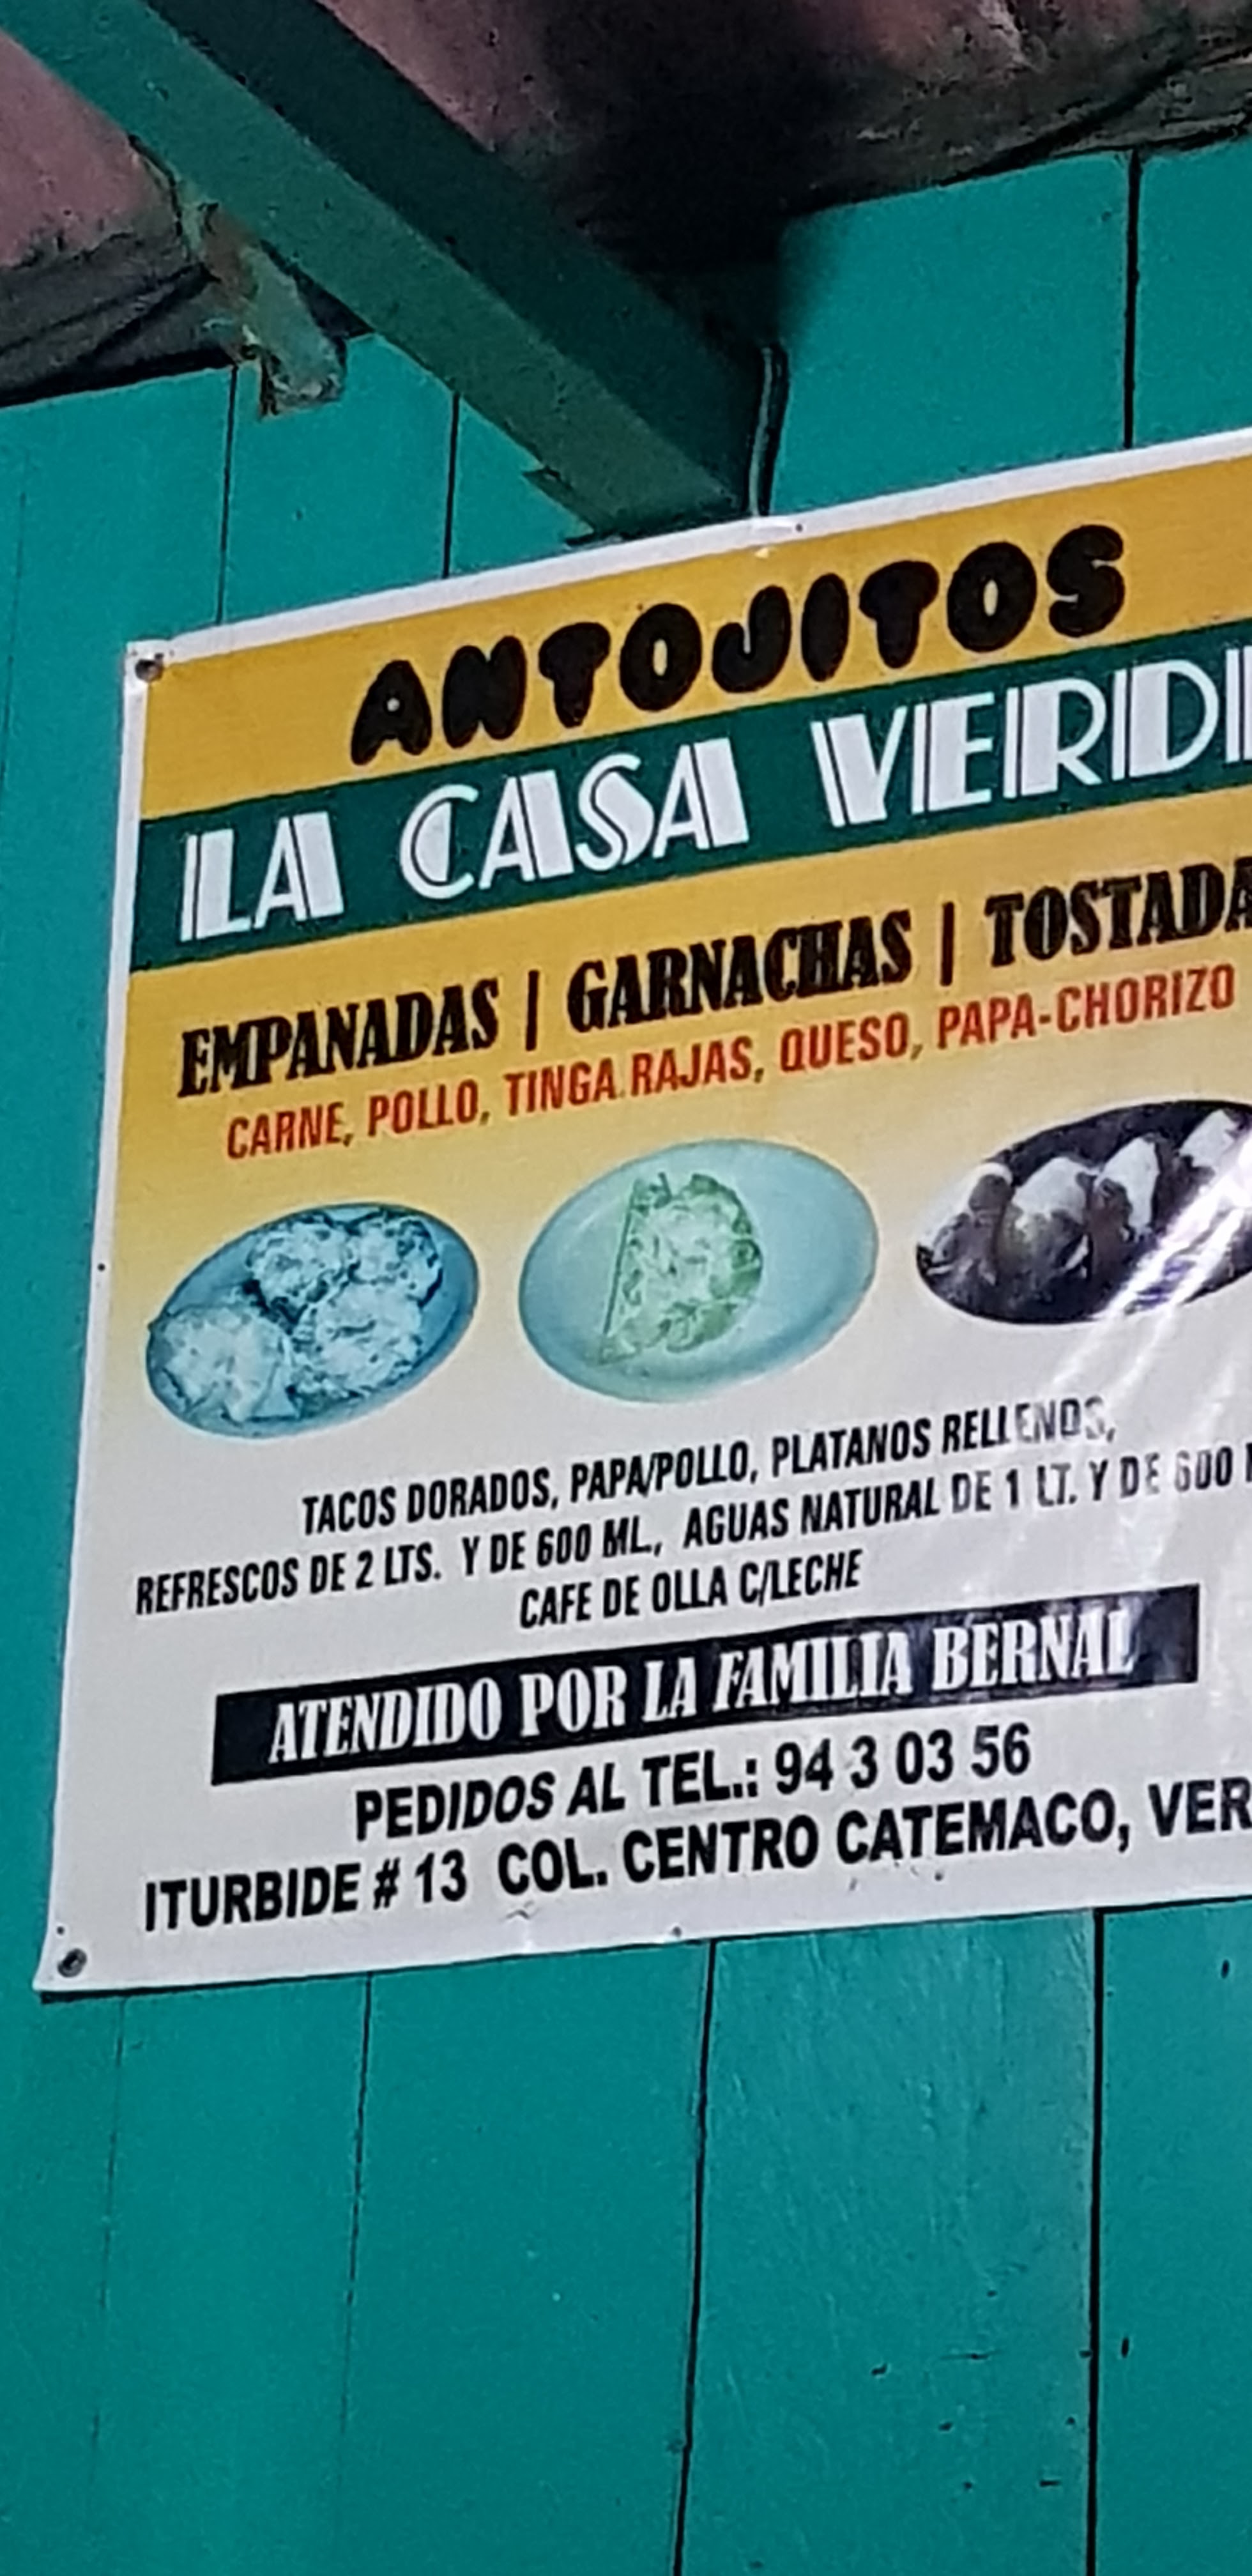 ANTOJITOS
LA CASA VERD
EMPANADAS | GARNACHAS | TOSTADA
CARNE, POLLO, TINGA.RAJAS, QUESO, PAPA-CHORIZO
TACOS DORADOS, PAPA/POLLO, PLATANOS RELLENOS,
REFRESCOS DE 2 LTS. Y DE 600 ML, AGUAS NATURAL DE 1 LT. Y DE 600
CAFE DE OLLA C/LECHE
ATENDIDO POR LA FAMILIA BERNAL
PEDIDOS AL TEL.: 94 3 03 56
ITURBIDE # 13 COL. CENTRO CATEMACO, VER